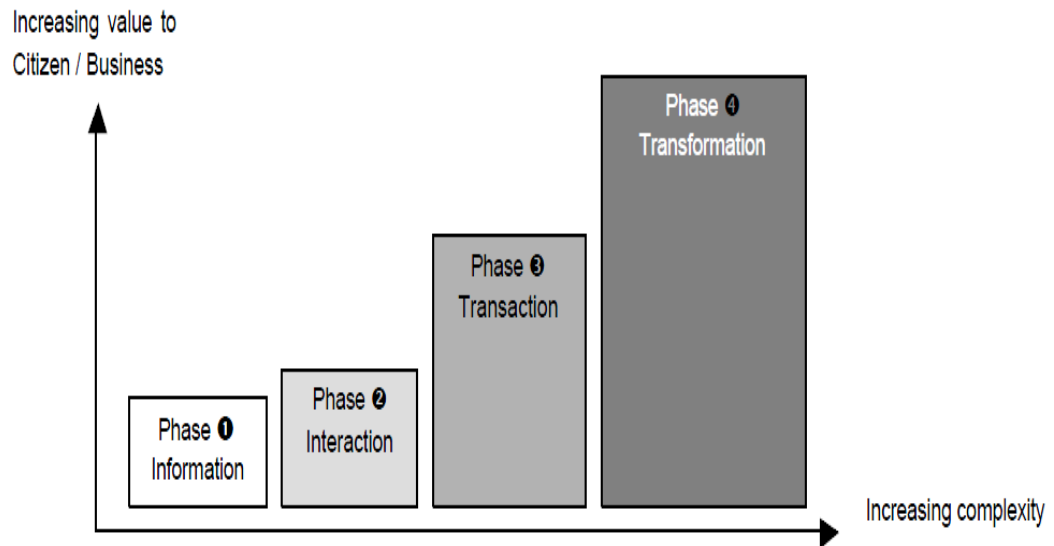 Increasing value to
Citizen / Business
Phase ❹
Transformation
Phase ❸
Transaction
Phase ❷
Interaction
Phase ❶
Information
Increasing complexity